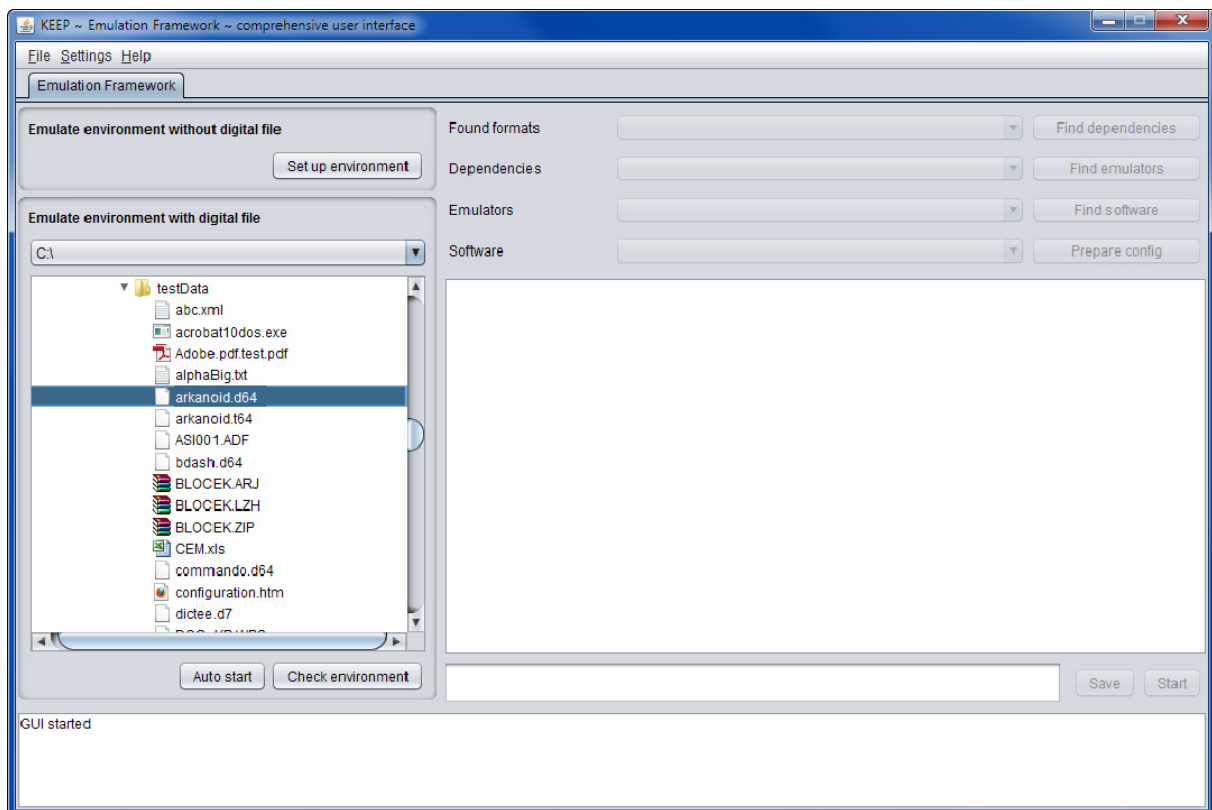 KEEP ~ Emulation Framework ~ comprehensive user interface
File Settings Help
Emulation Framework
Emulate environment without digital file
Set up environment
Emulate environment with digital file
C:\
testData
abc.xml
acrobat10dos.exe
Adobe.pdf.test.pdf
alphaBig.txt
arkanoid.d64
arkanoid.t64
ASI001.ADF
bdash.d64
BLOCEK.ARJ
BLOCEK.LZH
BLOCEK.ZIP
CEM.xls
commando.d64
configuration.htm
dictee.d7
Auto start Check environment
Found formats Find dependencies
Dependencies Find emulators
Emulators Find software
Software Prepare config
Save Start
GUI started